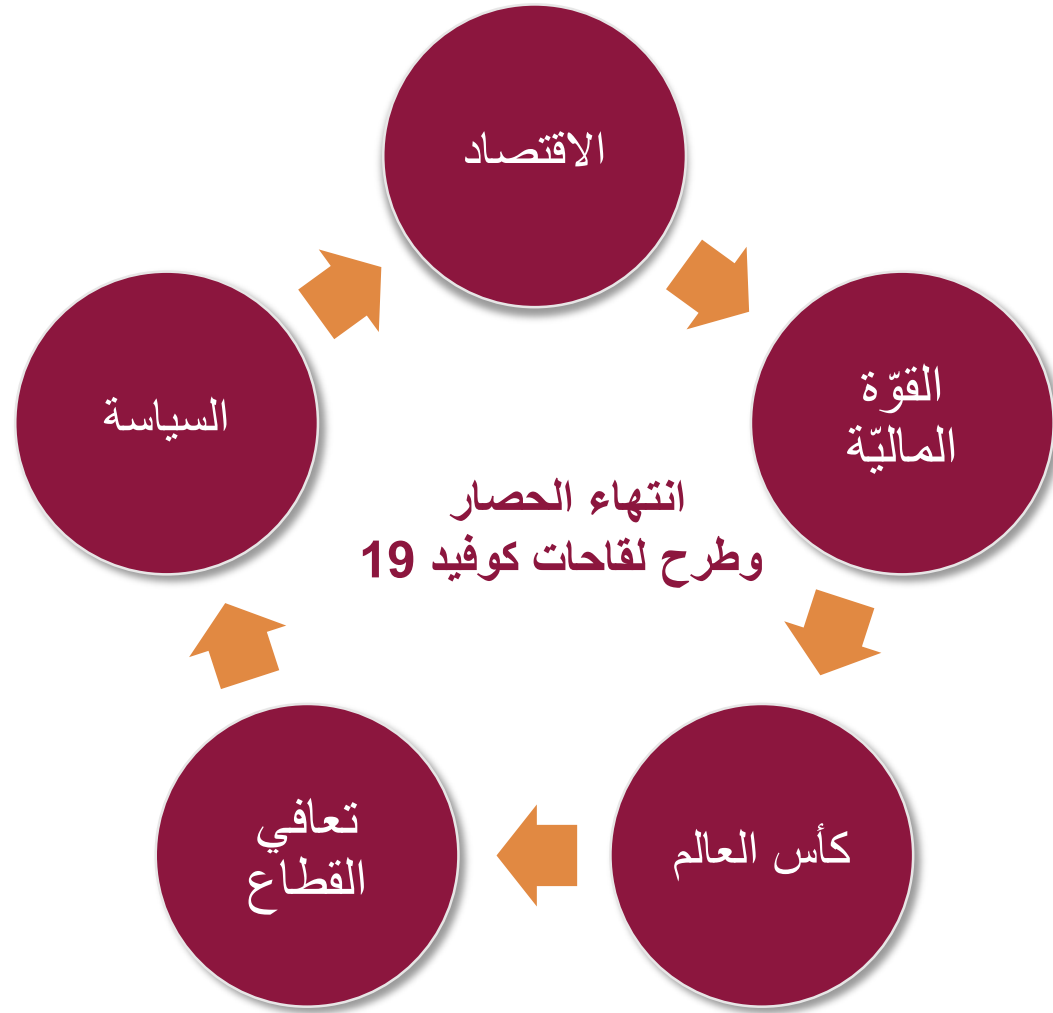 الاقتصاد
القوّة
الماليّة
كأس العالم
تعافي
القطاع
السياسة
انتهاء الحصار
وطرح لقاحات كوفيد 19